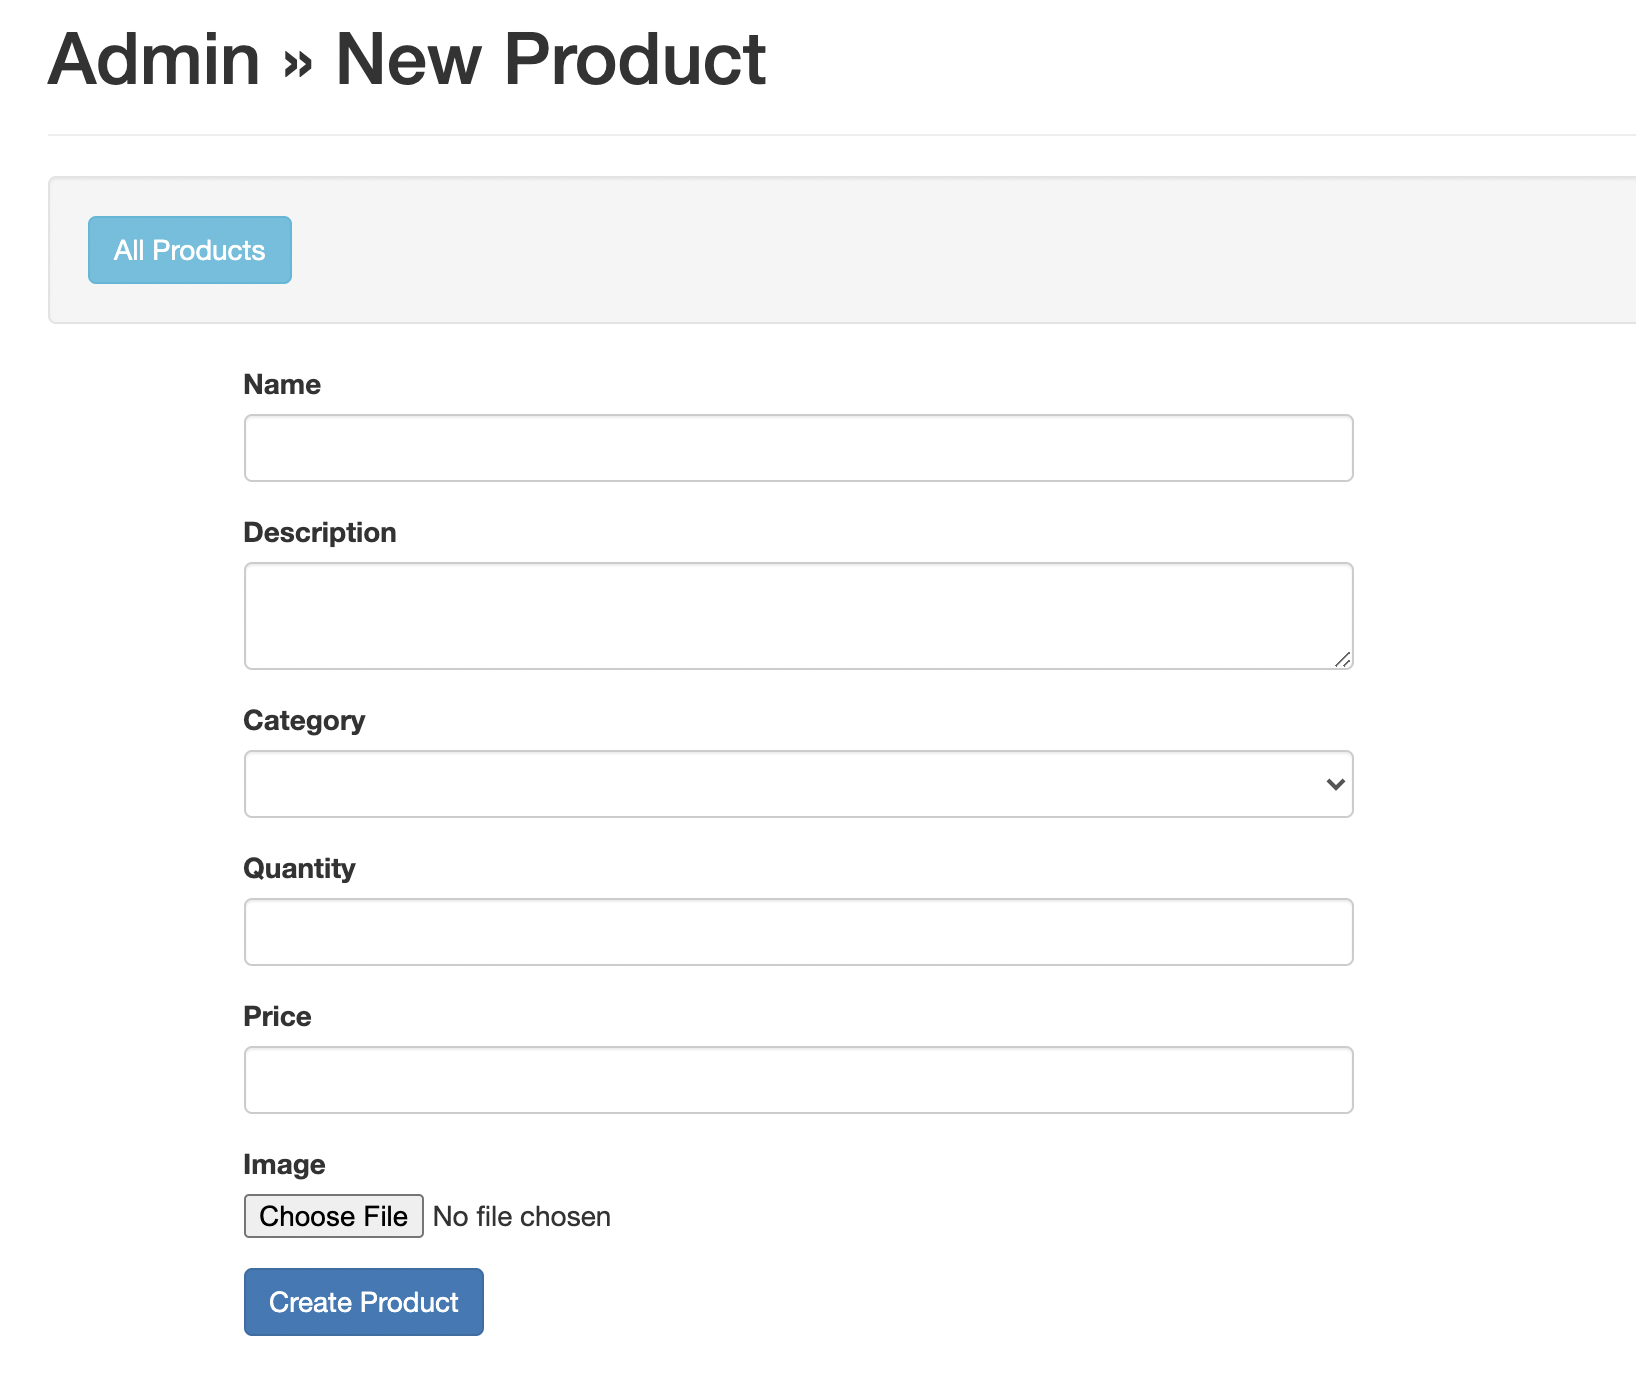 Admin » New Product
All Products
Name
Description
Category
Quantity
Price
Image
Choose File No file chosen
Create Product